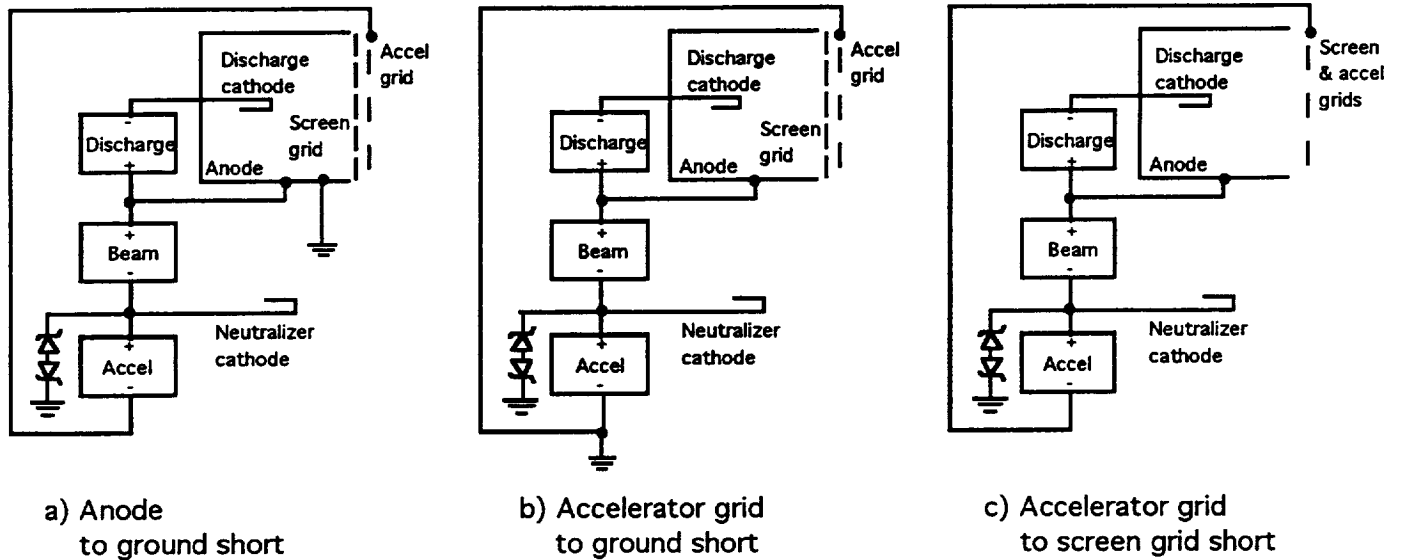 Discharge
cathode
Accel
grid
Screen
grid
-
Discharge
+
Anode
+
Beam
-
Neutralizer
cathode
+
Accel
-
a) Anode
to ground short
Discharge
cathode
Accel
grid
Screen
grid
-
Discharge
+
Anode
+
Beam
-
Neutralizer
cathode
+
Accel
-
b) Accelerator grid
to ground short
Discharge
cathode
Screen
& accel
grids
-
Discharge
+
Anode
+
Beam
-
Neutralizer
cathode
+
Accel
-
c) Accelerator grid
to screen grid short